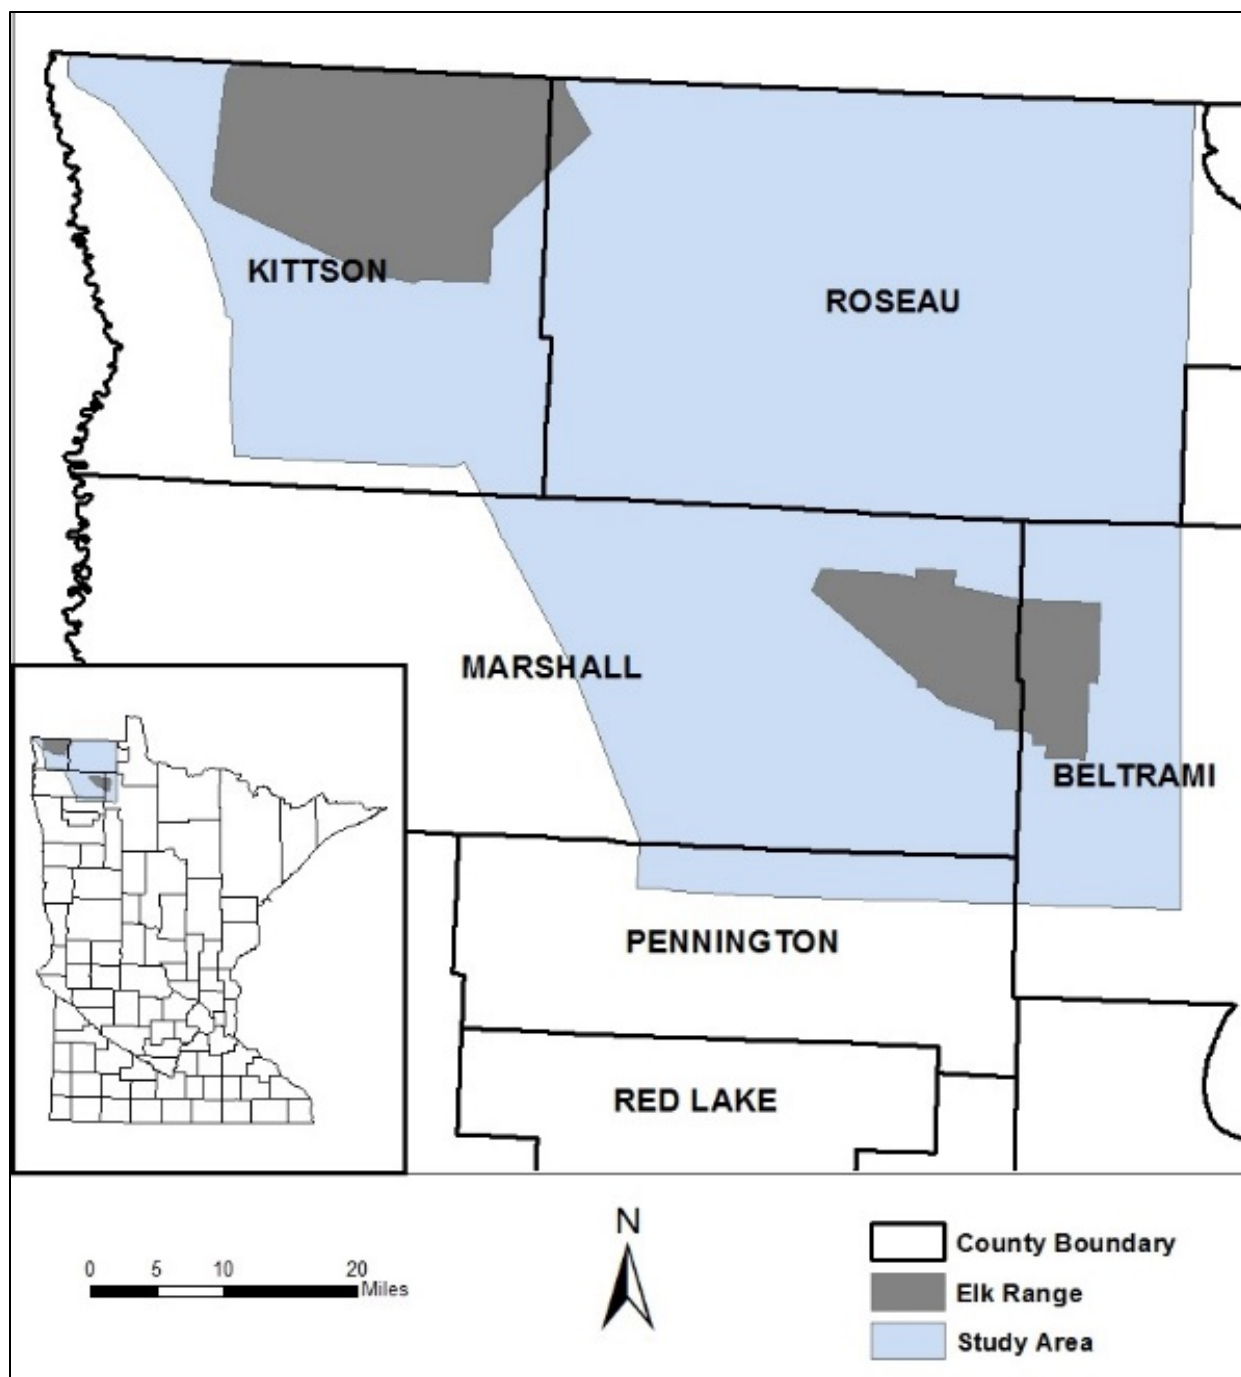 KITTSON
ROSEAU
MARSHALL
BELTRAMI
PENNINGTON
RED LAKE
N
0 5 10 20
Miles
County Boundary
Elk Range
Study Area